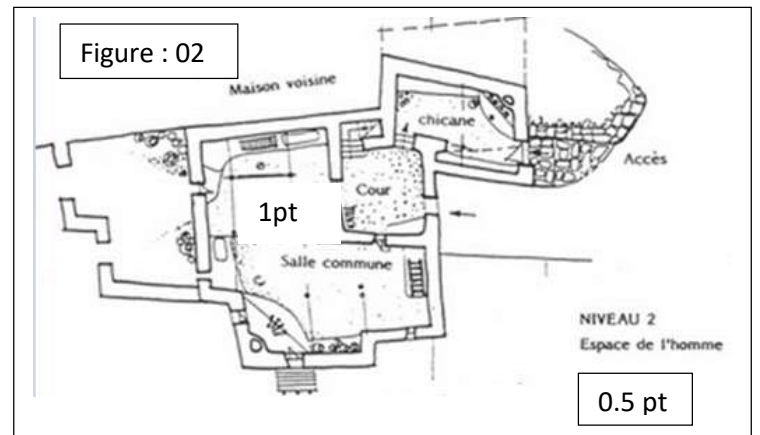 Figure : 02
Maison voisine
chicane
Accès
Cour
1pt
Salle commune
NIVEAU 2
Espace de l'homme
0.5 pt